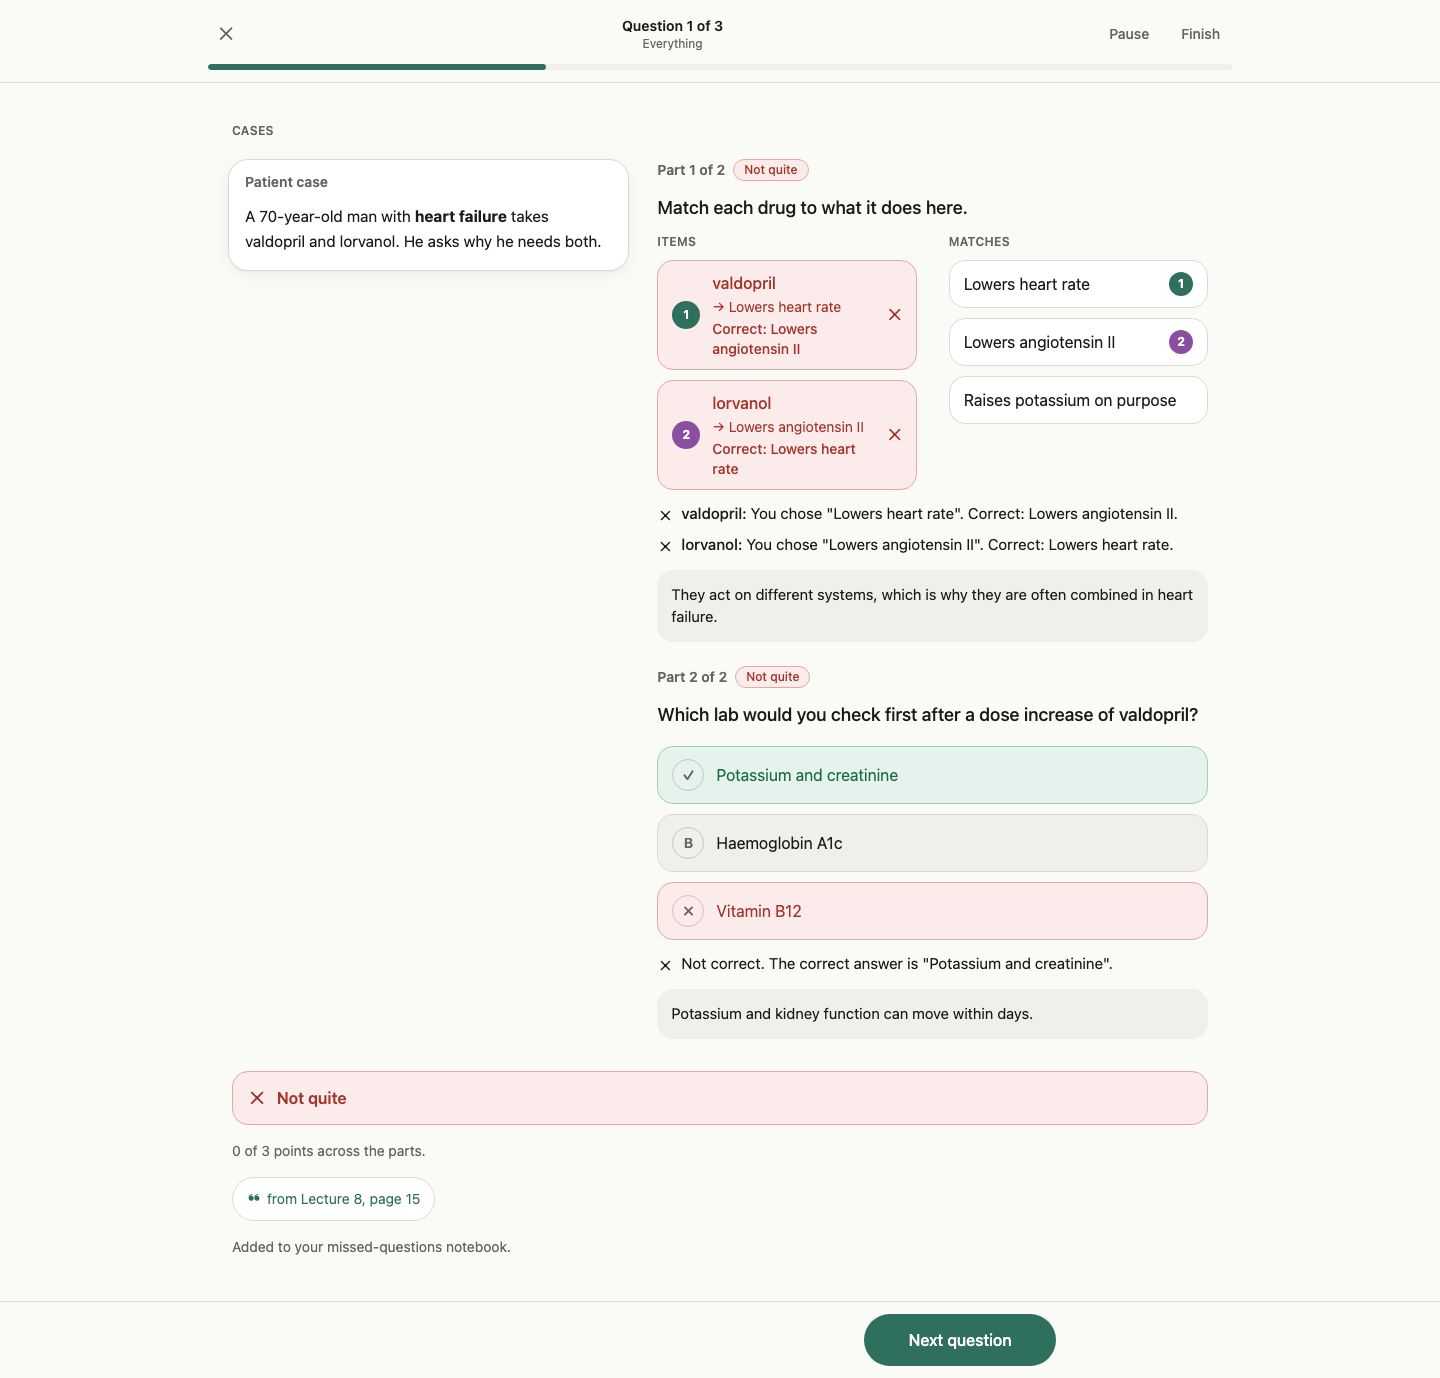 Question 1 of 3
Everything
Pause
Finish
CASES
Patient case
A 70-year-old man with heart failure takes
valdopril and lorvanol. He asks why he needs both.
Part 1 of 2
Not quite
Match each drug to what it does here.
ITEMS
1
valdopril
→ Lowers heart rate
Correct: Lowers
angiotensin II
2
lorvanol
→ Lowers angiotensin II
Correct: Lowers heart
rate
MATCHES
Lowers heart rate
1
Lowers angiotensin II
2
Raises potassium on purpose
valdopril: You chose "Lowers heart rate". Correct: Lowers angiotensin II.
lorvanol: You chose "Lowers angiotensin II". Correct: Lowers heart rate.
They act on different systems, which is why they are often combined in heart
failure.
Part 2 of 2
Not quite
Which lab would you check first after a dose increase of valdopril?
Potassium and creatinine
B
Haemoglobin A1c
Vitamin B12
Not correct. The correct answer is "Potassium and creatinine".
Potassium and kidney function can move within days.
Not quite
0 of 3 points across the parts.
from Lecture 8, page 15
Added to your missed-questions notebook.
Next question